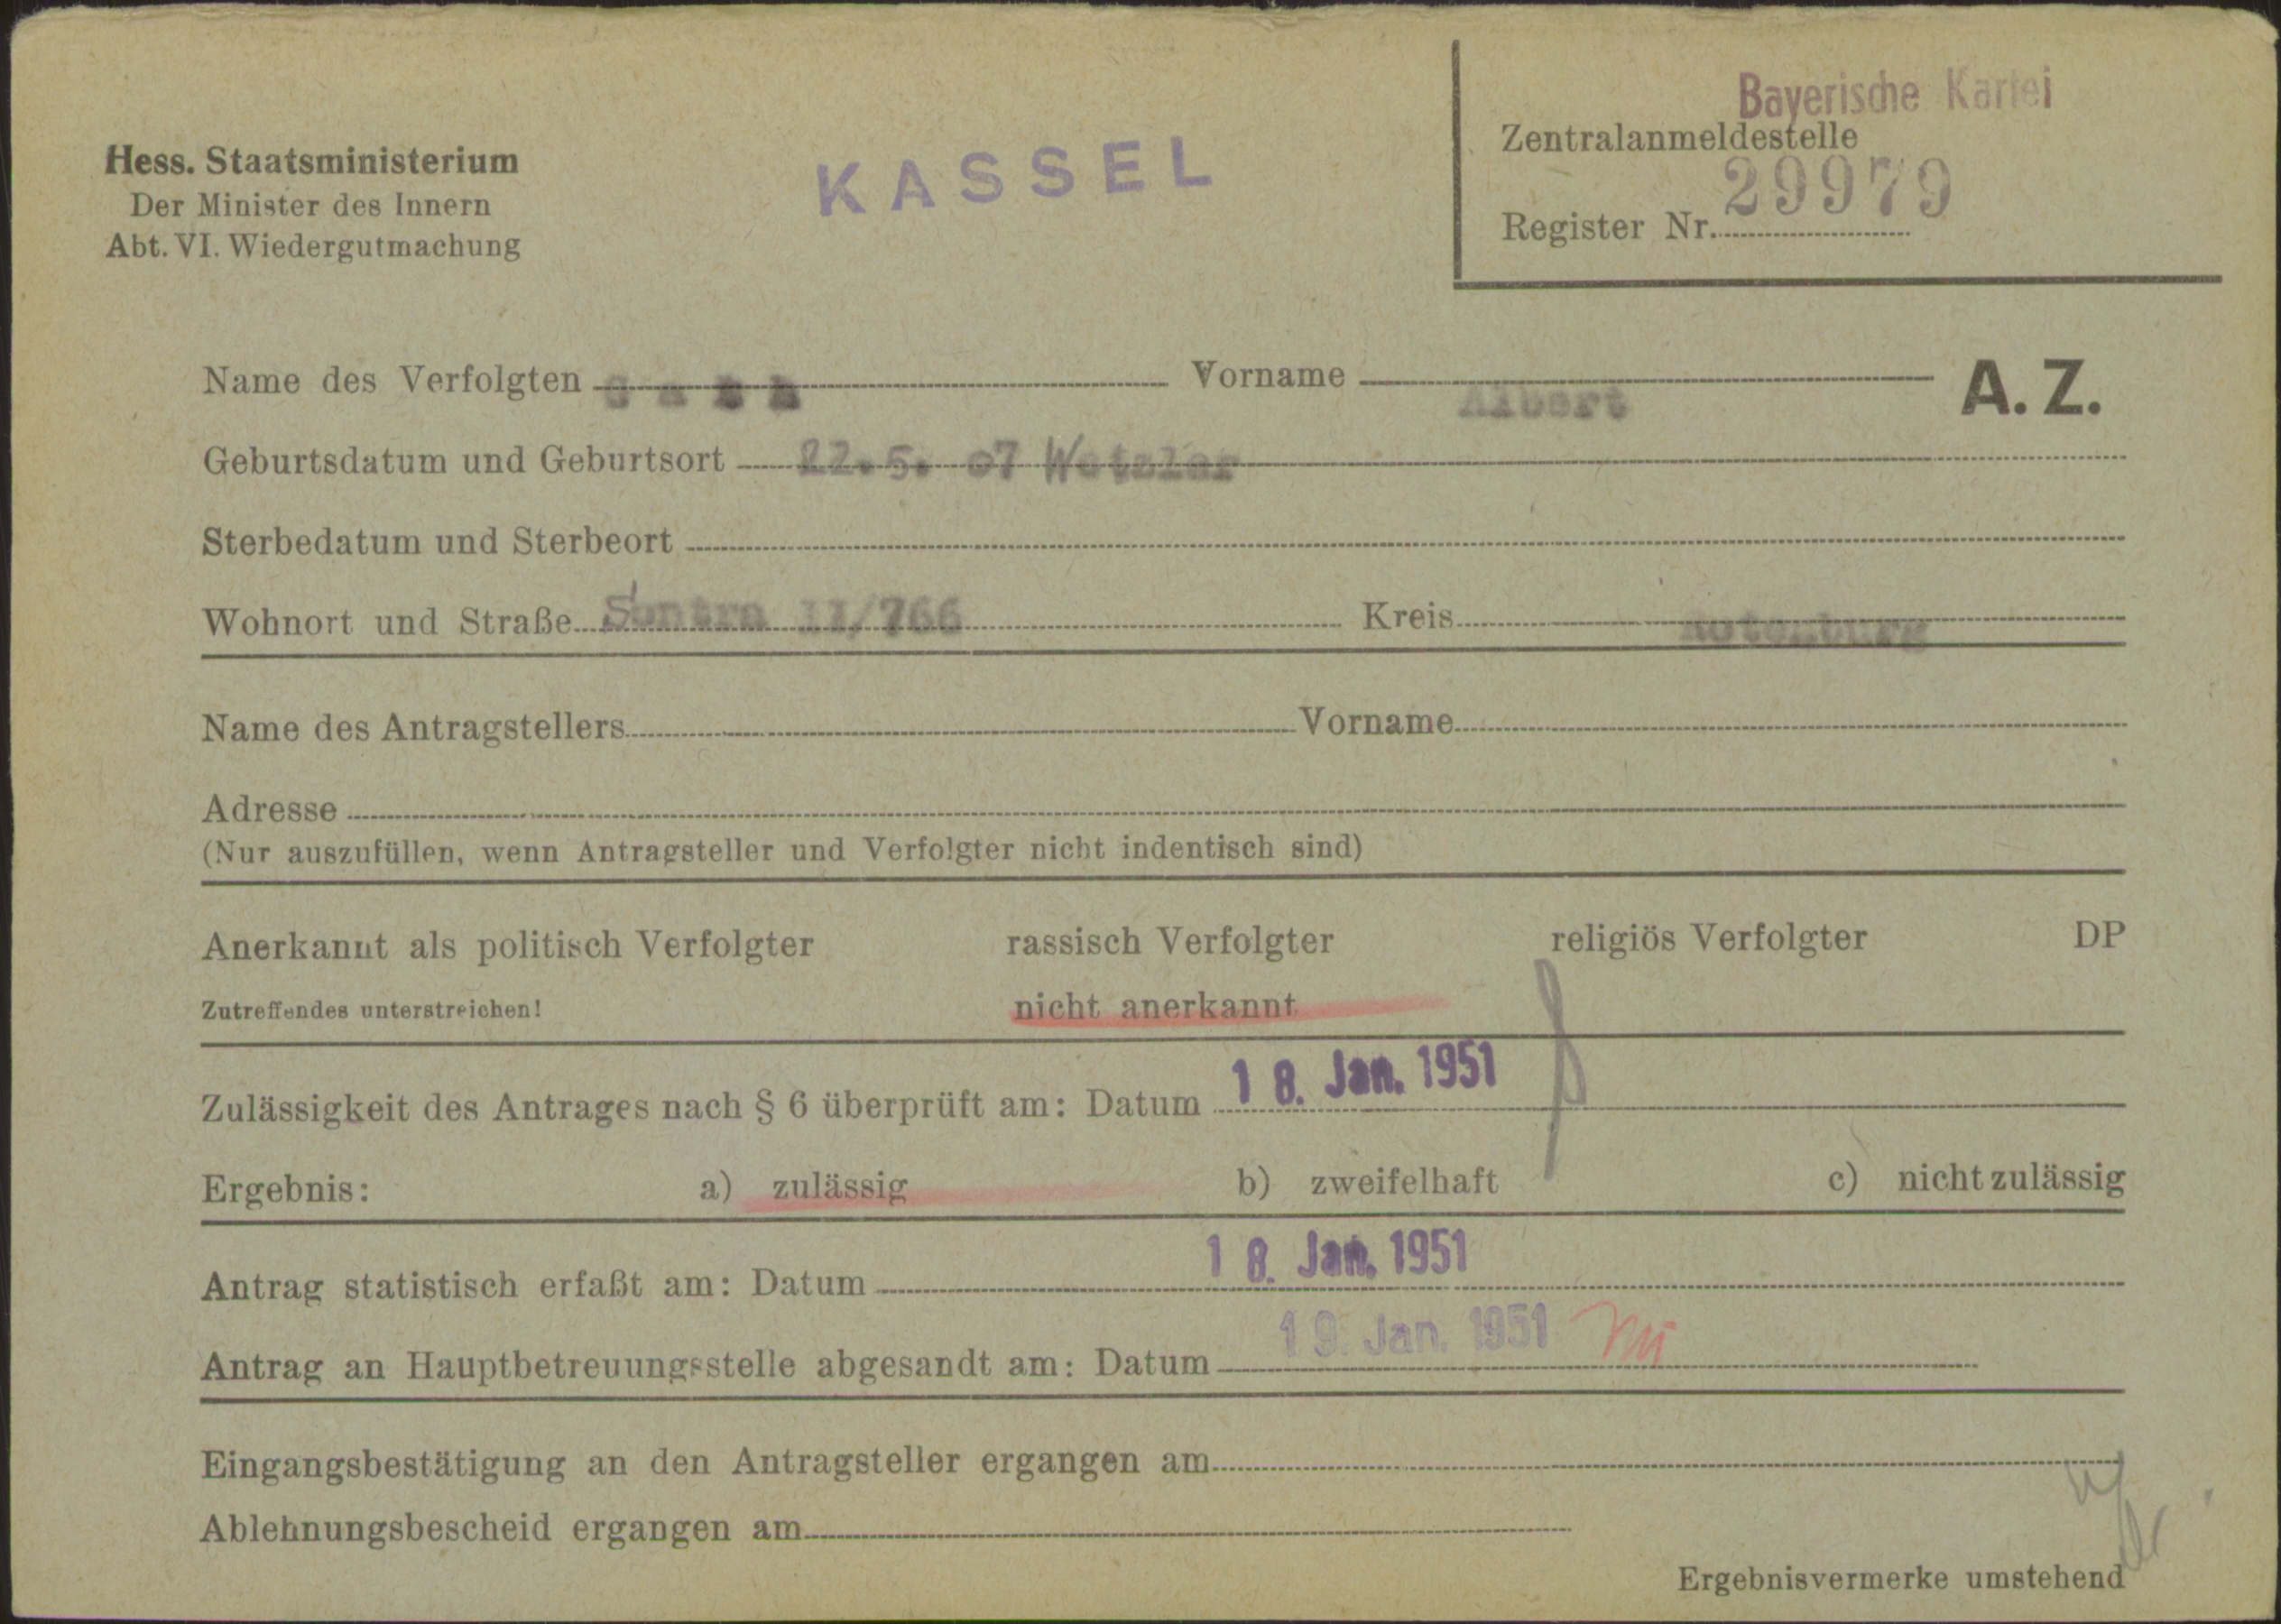 Bayerische Kartei
Hess. Staatsministerium
Der Minister des Innern
Abt. VI. Wiedergutmachung
KASSEL
Zentralanmeldestelle
Register Nr. 29979
Name des Verfolgten Vorname Albert A. Z.
Geburtsdatum und Geburtsort 22.5. 07 Wetzlar
Sterbedatum und Sterbeort
Wohnort und Straße Sontra 11/766 Kreis Rotenburg
Name des Antragstellers Vorname
Adresse
(Nur auszufüllen, wenn Antragsteller und Verfolgter nicht indentisch sind)
Anerkannt als politisch Verfolgter rassisch Verfolgter religiös Verfolgter DP
Zutreffendes unterstreichen! nicht anerkannt
Zulässigkeit des Antrages nach § 6 überprüft am: Datum 18. Jan. 1951
Ergebnis: a) zulässig b) zweifelhaft c) nicht zulässig
Antrag statistisch erfaßt am: Datum 18. Jan. 1951
Antrag an Hauptbetreuungsstelle abgesandt am: Datum 19. Jan. 1951
Eingangsbestätigung an den Antragsteller ergangen am
Ablehnungsbescheid ergangen am
Ergebnisvermerke umstehend